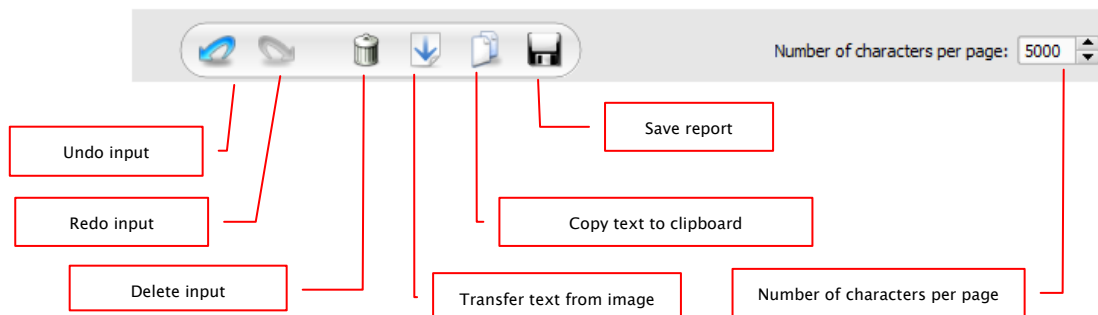 Number of characters per page: 5000
Save report
Undo input
Redo input
Copy text to clipboard
Delete input
Transfer text from image
Number of characters per page